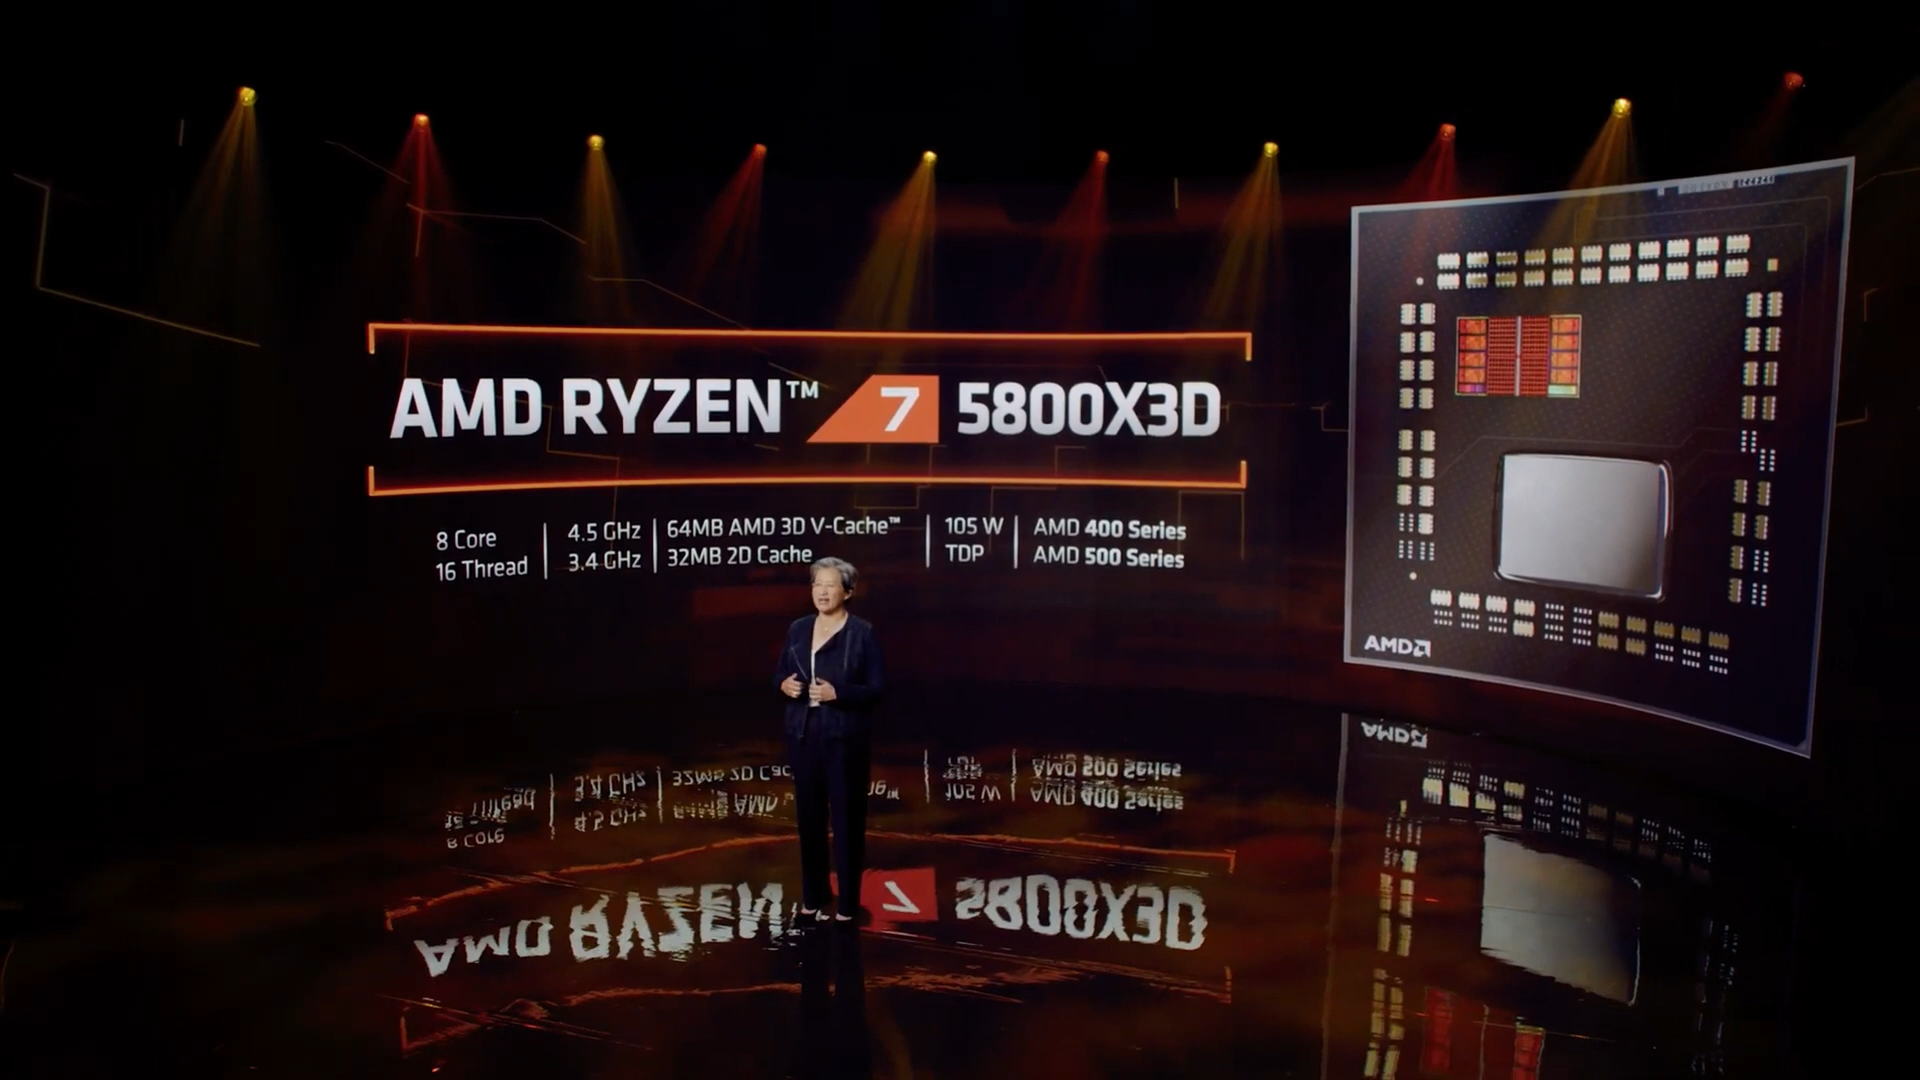 AMD RYZEN™ 7 5800X3D
8 Core
16 Thread
4.5 GHz
3.4 GHz
64MB AMD 3D V-Cache™
32MB 2D Cache
105 W
TDP
AMD 400 Series
AMD 500 Series
AMD